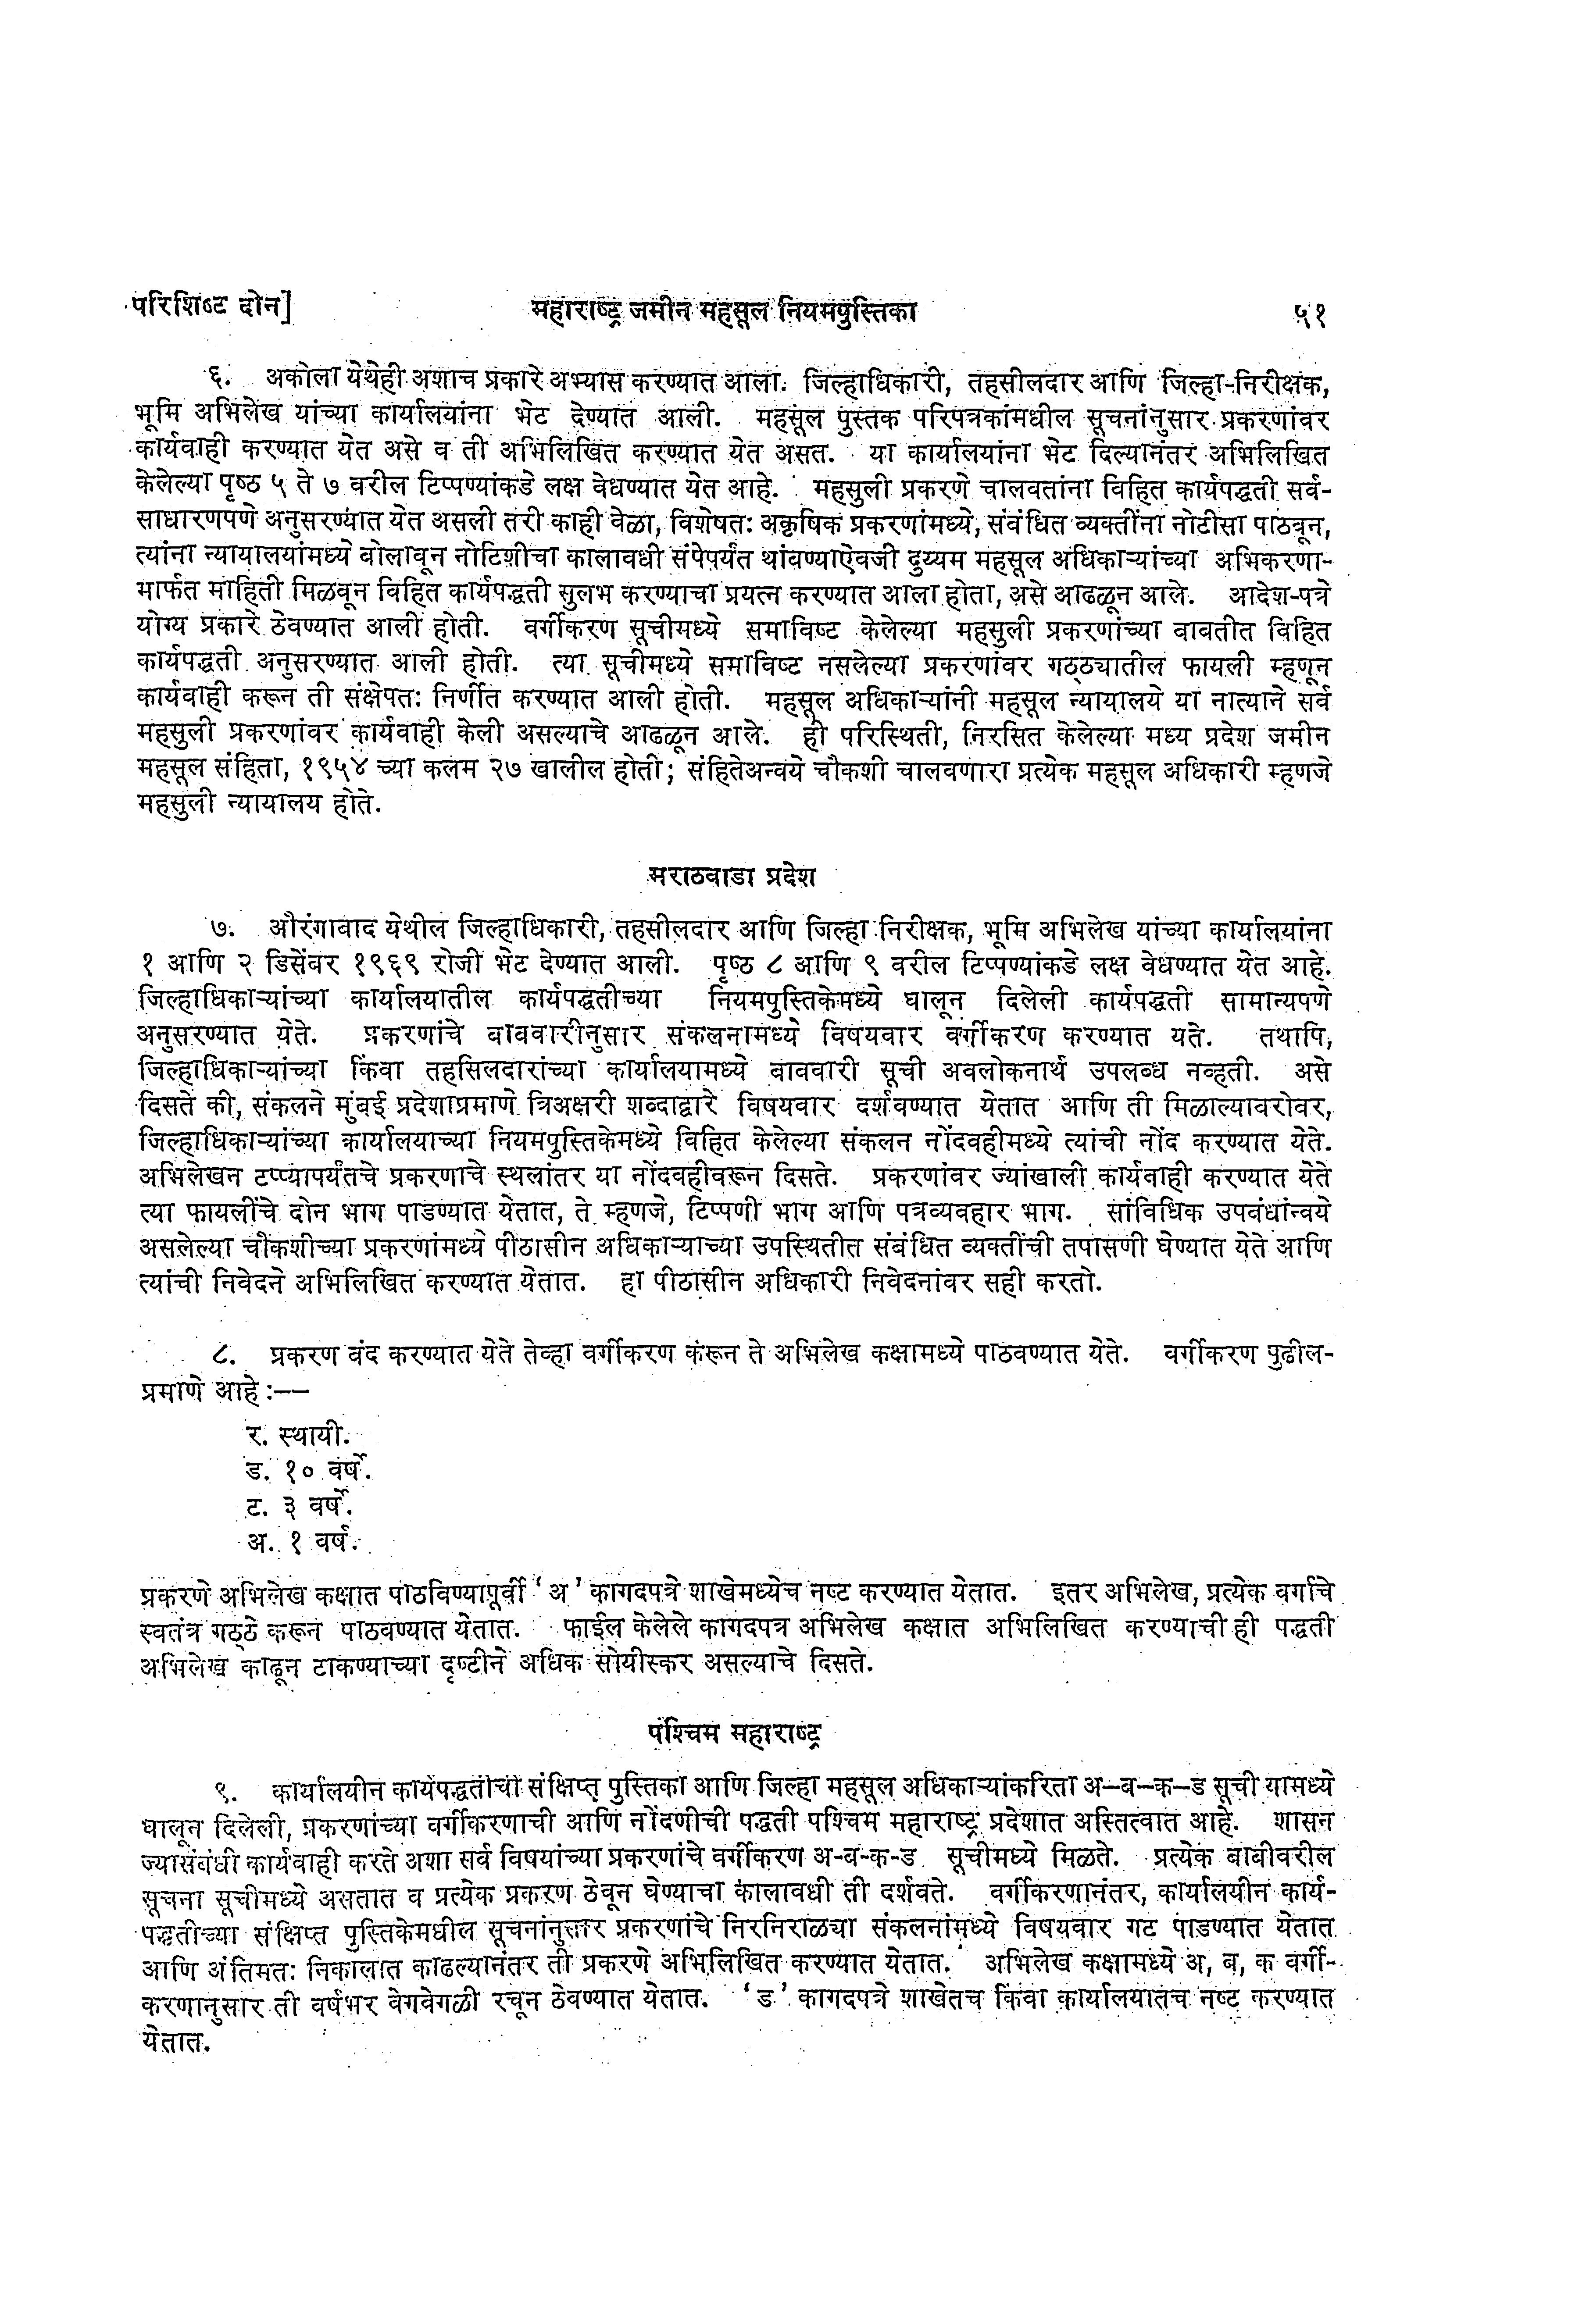 परिशिष्ट दोन]
महाराष्ट्र जमीन महसूल नियमपुस्तिका
५१
६. अकोला येथेही अशाच प्रकारे अभ्यास करण्यात आला. जिल्हाधिकारी, तहसीलदार आणि जिल्हा-निरीक्षक,
भूमि अभिलेख यांच्या कार्यालयांना भेट देण्यात आली. महसूल पुस्तक परिपत्रकांमधील सूचनांनुसार प्रकरणांवर
कार्यवाही करण्यात येत असे व ती अभिलिखित करण्यात येत असत. या कार्यालयांना भेट दिल्यानंतर अभिलिखित
केलेल्या पृष्ठ ५ ते ७ वरील टिप्पण्यांकडे लक्ष वेधण्यात येत आहे. महसुली प्रकरणे चालवतांना विहित कार्यपद्धती सर्व-
साधारणपणे अनुसरण्यात येत असली तरी काही वेळा, विशेषतः अकृषिक प्रकरणांमध्ये, संबंधित व्यक्तींना नोटीसा पाठवून,
त्यांना न्यायालयांमध्ये बोलावून नोटिशीचा कालावधी संपेपर्यंत थांबण्याऐवजी दुय्यम महसूल अधिकाऱ्यांच्या अभिकरणा-
मार्फत माहिती मिळवून विहित कार्यपद्धती सुलभ करण्याचा प्रयत्न करण्यात आला होता, असे आढळून आले. आदेश-पत्रे
योग्य प्रकारे ठेवण्यात आली होती. वर्गीकरण सूचीमध्ये समाविष्ट केलेल्या महसुली प्रकरणांच्या बाबतीत विहित
कार्यपद्धती अनुसरण्यात आली होती. त्या सूचीमध्ये समाविष्ट नसलेल्या प्रकरणांवर गठ्ठ्यातील फायली म्हणून
कार्यवाही करून ती संक्षेपतः निर्णीत करण्यात आली होती. महसूल अधिकाऱ्यांनी महसूल न्यायालये या नात्याने सर्व
महसुली प्रकरणांवर कार्यवाही केली असल्याचे आढळून आले. ही परिस्थिती, निरसित केलेल्या मध्य प्रदेश जमीन
महसूल संहिता, १९५४ च्या कलम २७ खालील होती; संहितेअन्वये चौकशी चालवणारा प्रत्येक महसूल अधिकारी म्हणजे
महसुली न्यायालय होते.
मराठवाडा प्रदेश
७. औरंगाबाद येथील जिल्हाधिकारी, तहसीलदार आणि जिल्हा निरीक्षक, भूमि अभिलेख यांच्या कार्यालयांना
१ आणि २ डिसेंबर १९६९ रोजी भेट देण्यात आली. पृष्ठ ८ आणि ९ वरील टिप्पण्यांकडे लक्ष वेधण्यात येत आहे.
जिल्हाधिकाऱ्यांच्या कार्यालयातील कार्यपद्धतीच्या नियमपुस्तिकेमध्ये घालून दिलेली कार्यपद्धती सामान्यपणे
अनुसरण्यात येते. प्रकरणांचे बाबवारीनुसार संकलनामध्ये विषयवार वर्गीकरण करण्यात यते. तथापि,
जिल्हाधिकाऱ्यांच्या किंवा तहसिलदारांच्या कार्यालयामध्ये बाबवारी सूची अवलोकनार्थ उपलब्ध नव्हती. असे
दिसते की, संकलने मुंबई प्रदेशाप्रमाणे त्रिअक्षरी शब्दाद्वारे विषयवार दर्शवण्यात येतात आणि ती मिळाल्याबरोबर,
जिल्हाधिकाऱ्यांच्या कार्यालयाच्या नियमपुस्तिकेमध्ये विहित केलेल्या संकलन नोंदवहीमध्ये त्यांची नोंद करण्यात येते.
अभिलेखन टप्प्यापर्यंतचे प्रकरणाचे स्थलांतर या नोंदवहीवरून दिसते. प्रकरणांवर ज्यांखाली कार्यवाही करण्यात येते
त्या फायलींचे दोन भाग पाडण्यात येतात, ते म्हणजे, टिप्पणी भाग आणि पत्रव्यवहार भाग. सांविधिक उपबंधांन्वये
असलेल्या चौकशीच्या प्रकरणांमध्ये पीठासीन अधिकाऱ्याच्या उपस्थितीत संबंधित व्यक्तींची तपासणी घेण्यात येते आणि
त्यांची निवेदने अभिलिखित करण्यात येतात. हा पीठासीन अधिकारी निवेदनांवर सही करतो.
८. प्रकरण बंद करण्यात येते तेव्हा वर्गीकरण करून ते अभिलेख कक्षामध्ये पाठवण्यात येते. वर्गीकरण पुढील-
प्रमाणे आहे :—
र. स्थायी.
ड. १० वर्षे.
ट. ३ वर्षे.
अ. १ वर्ष.
प्रकरणे अभिलेख कक्षात पाठविण्यापूर्वी ‘ अ ’ कागदपत्रे शाखेमध्येच नष्ट करण्यात येतात. इतर अभिलेख, प्रत्येक वर्गाचे
स्वतंत्र गठ्ठे करून पाठवण्यात येतात. फाईल केलेले कागदपत्र अभिलेख कक्षात अभिलिखित करण्याची ही पद्धती
अभिलेख काढून टाकण्याच्या दृष्टीने अधिक सोयीस्कर असल्याचे दिसते.
पश्चिम महाराष्ट्र
९. कार्यालयीन कार्यपद्धतीची संक्षिप्त पुस्तिका आणि जिल्हा महसूल अधिकाऱ्यांकरिता अ–ब–क–ड सूची यामध्ये
घालून दिलेली, प्रकरणांच्या वर्गीकरणाची आणि नोंदणीची पद्धती पश्चिम महाराष्ट्र प्रदेशात अस्तित्वात आहे. शासन
ज्यासंबंधी कार्यवाही करते अशा सर्व विषयांच्या प्रकरणांचे वर्गीकरण अ-ब-क-ड सूचीमध्ये मिळते. प्रत्येक बाबीवरील
सूचना सूचीमध्ये असतात व प्रत्येक प्रकरण ठेवून घेण्याचा कालावधी ती दर्शवते. वर्गीकरणानंतर, कार्यालयीन कार्य-
पद्धतीच्या संक्षिप्त पुस्तिकेमधील सूचनांनुसार प्रकरणांचे निरनिराळ्या संकलनांमध्ये विषयवार गट पाडण्यात येतात
आणि अंतिमतः निकालात काढल्यानंतर ती प्रकरणे अभिलिखित करण्यात येतात. अभिलेख कक्षामध्ये अ, ब, क वर्गी-
करणानुसार ती वर्षभर वेगवेगळी रचून ठेवण्यात येतात. ‘ ड ’ कागदपत्रे शाखेतच किंवा कार्यालयातच नष्ट करण्यात
येतात.